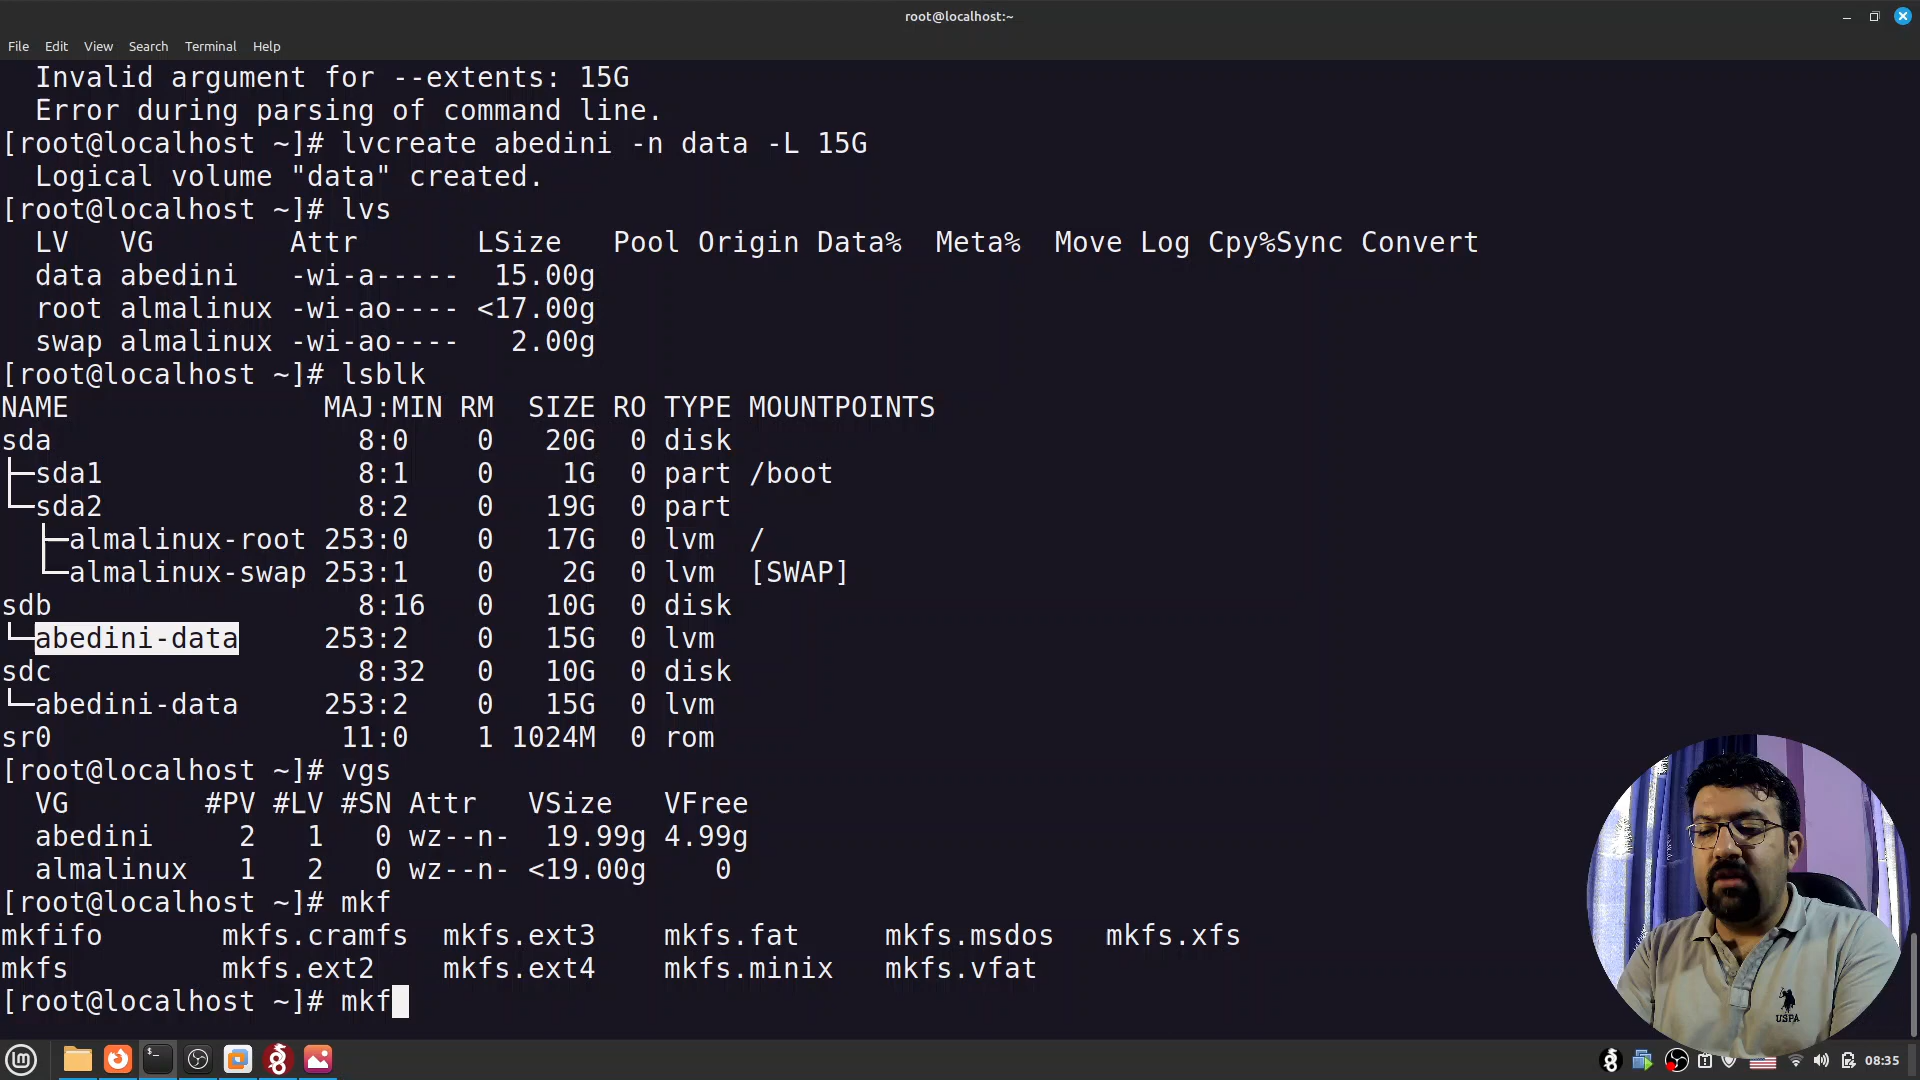 root@localhost:~
File Edit View Search Terminal Help
Invalid argument for --extents: 15G
Error during parsing of command line.
[root@localhost ~]# lvcreate abedini -n data -L 15G
Logical volume "data" created.
[root@localhost ~]# lvs
LV VG Attr LSize Pool Origin Data% Meta% Move Log Cpy%Sync Convert
data abedini -wi-a----- 15.00g
root almalinux -wi-ao---- <17.00g
swap almalinux -wi-ao---- 2.00g
[root@localhost ~]# lsblk
NAME MAJ:MIN RM SIZE RO TYPE MOUNTPOINTS
sda 8:0 0 20G 0 disk
├─sda1 8:1 0 1G 0 part /boot
└─sda2 8:2 0 19G 0 part
├─almalinux-root 253:0 0 17G 0 lvm /
└─almalinux-swap 253:1 0 2G 0 lvm [SWAP]
sdb 8:16 0 10G 0 disk
└─abedini-data 253:2 0 15G 0 lvm
sdc 8:32 0 10G 0 disk
└─abedini-data 253:2 0 15G 0 lvm
sr0 11:0 1 1024M 0 rom
[root@localhost ~]# vgs
VG #PV #LV #SN Attr VSize VFree
abedini 2 1 0 wz--n- 19.99g 4.99g
almalinux 1 2 0 wz--n- <19.00g 0
[root@localhost ~]# mkf
mkfifo mkfs.cramfs mkfs.ext3 mkfs.fat mkfs.msdos mkfs.xfs
mkfs mkfs.ext2 mkfs.ext4 mkfs.minix mkfs.vfat
[root@localhost ~]# mkf
USPA
08:35